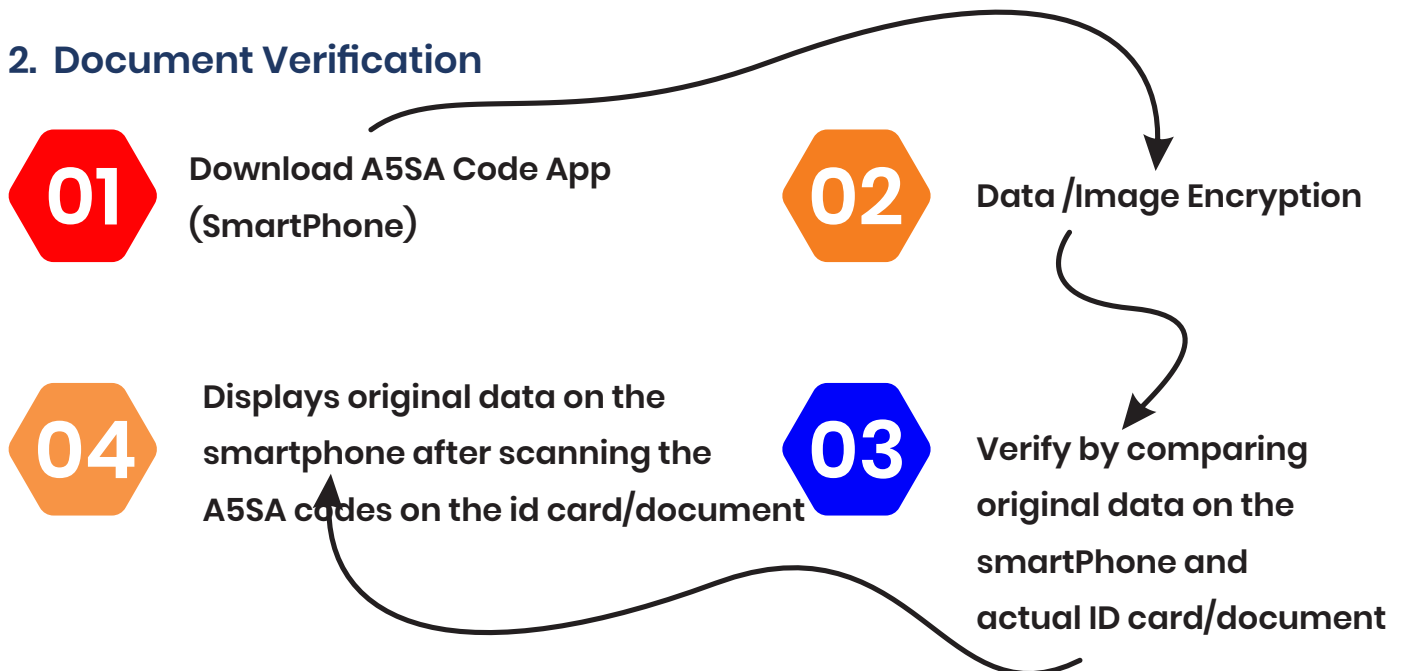 2. Document Verification
01
Download A5SA Code App
(SmartPhone)
02
Data /Image Encryption
03
Verify by comparing
original data on the
smartPhone and
actual ID card/document
04
Displays original data on the
smartphone after scanning the
A5SA codes on the id card/document